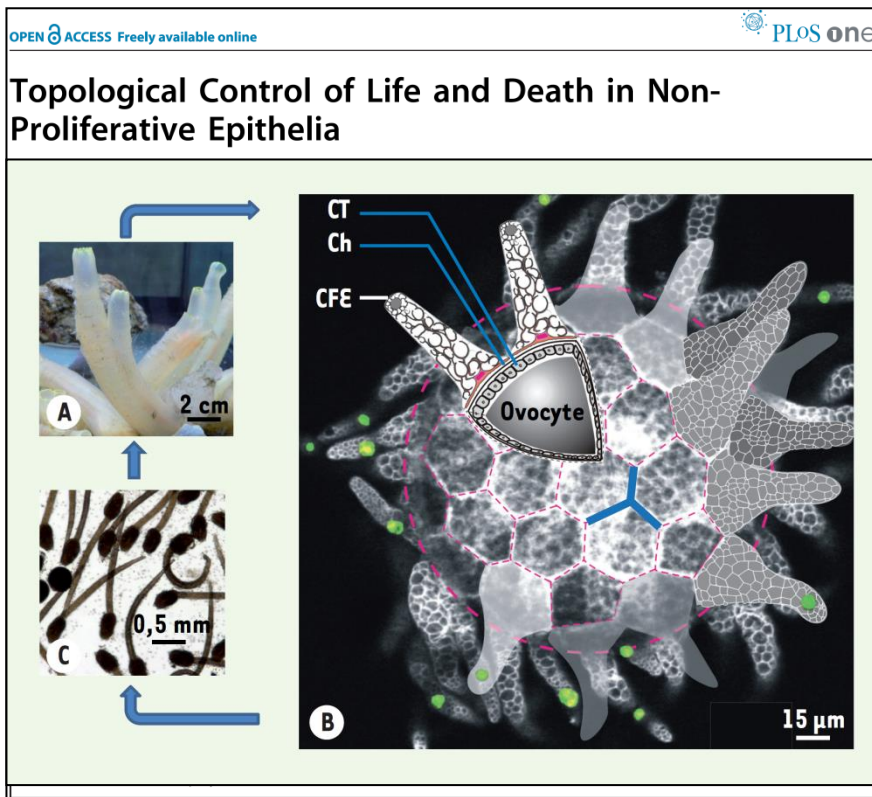 OPEN ACCESS Freely available online
PLoS one
Topological Control of Life and Death in Non-
Proliferative Epithelia
CT
Ch
CFE
Ovocyte
A
2 cm
C
0,5 mm
B
15 µm